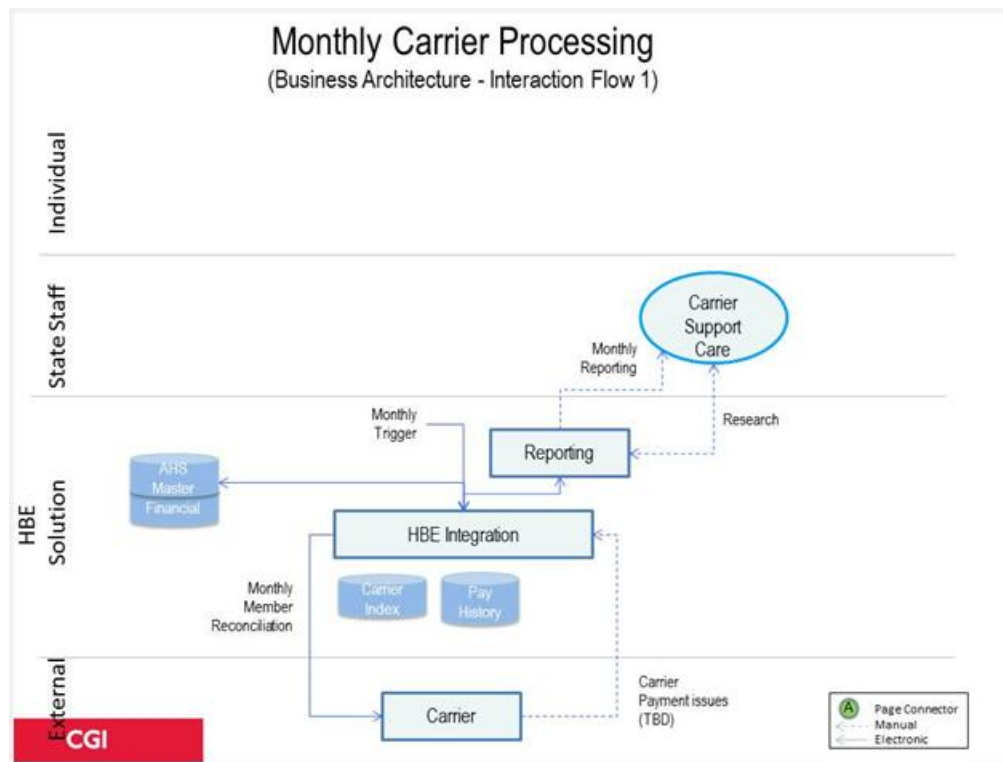 Monthly Carrier Processing
(Business Architecture - Interaction Flow 1)
Individual
State Staff
Carrier
Support
Care
Monthly
Reporting
Research
HBE
Solution
Monthly
Trigger
Reporting
AHS
Master
Financial
HBE Integration
Carrier
Index
Pay
History
Monthly
Member
Reconciliation
External
Carrier
Carrier
Payment issues
(TBD)
CGI
A
Page Connector
Manual
Electronic